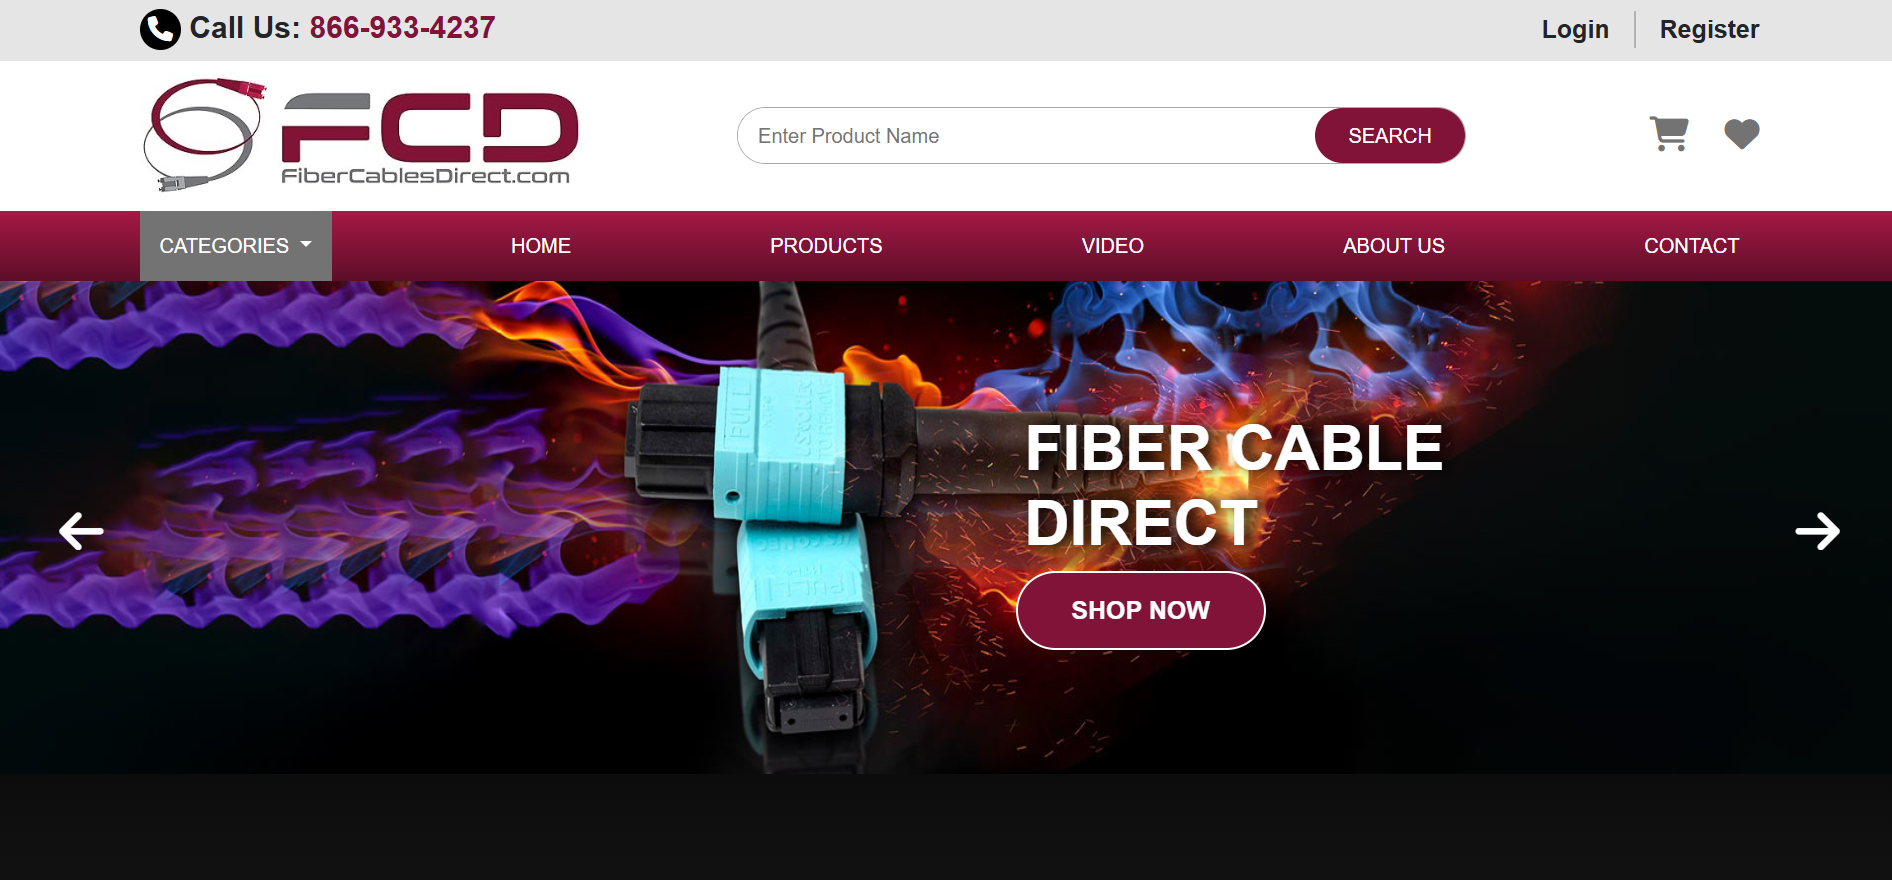 Call Us: 866-933-4237
Login
Register
FCD
FiberCablesDirect.com
Enter Product Name
SEARCH
CATEGORIES
HOME
PRODUCTS
VIDEO
ABOUT US
CONTACT
PULL
FIBER CABLE
DIRECT
PULL
SHOP NOW